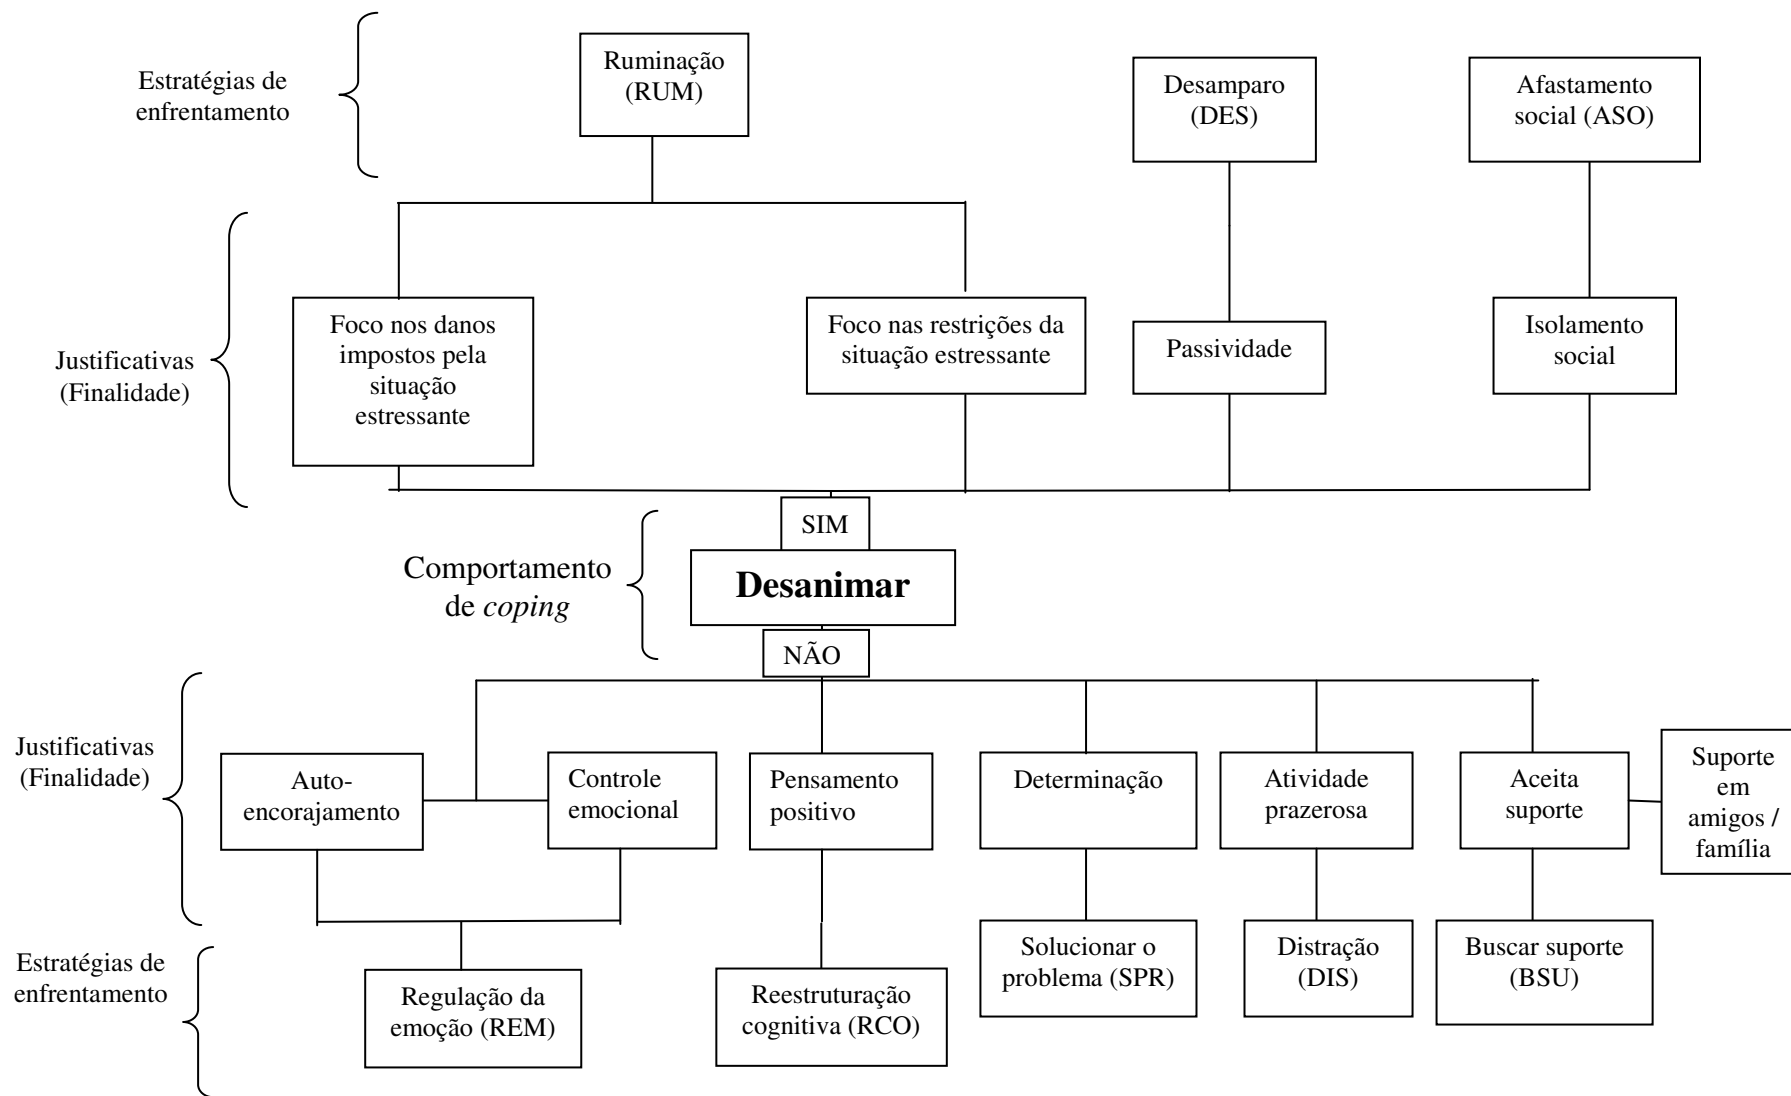 Estratégias de
enfrentamento
Ruminação
(RUM)
Desamparo
(DES)
Afastamento
social (ASO)
Justificativas
(Finalidade)
Foco nos danos
impostos pela
situação
estressante
Foco nas restrições da
situação estressante
Passividade
Isolamento
social
SIM
Comportamento
de coping
Desanimar
NÃO
Justificativas
(Finalidade)
Auto-
encorajamento
Controle
emocional
Pensamento
positivo
Determinação
Atividade
prazerosa
Aceita
suporte
Suporte
em
amigos /
família
Estratégias de
enfrentamento
Regulação da
emoção (REM)
Reestruturação
cognitiva (RCO)
Solucionar o
problema (SPR)
Distração
(DIS)
Buscar suporte
(BSU)